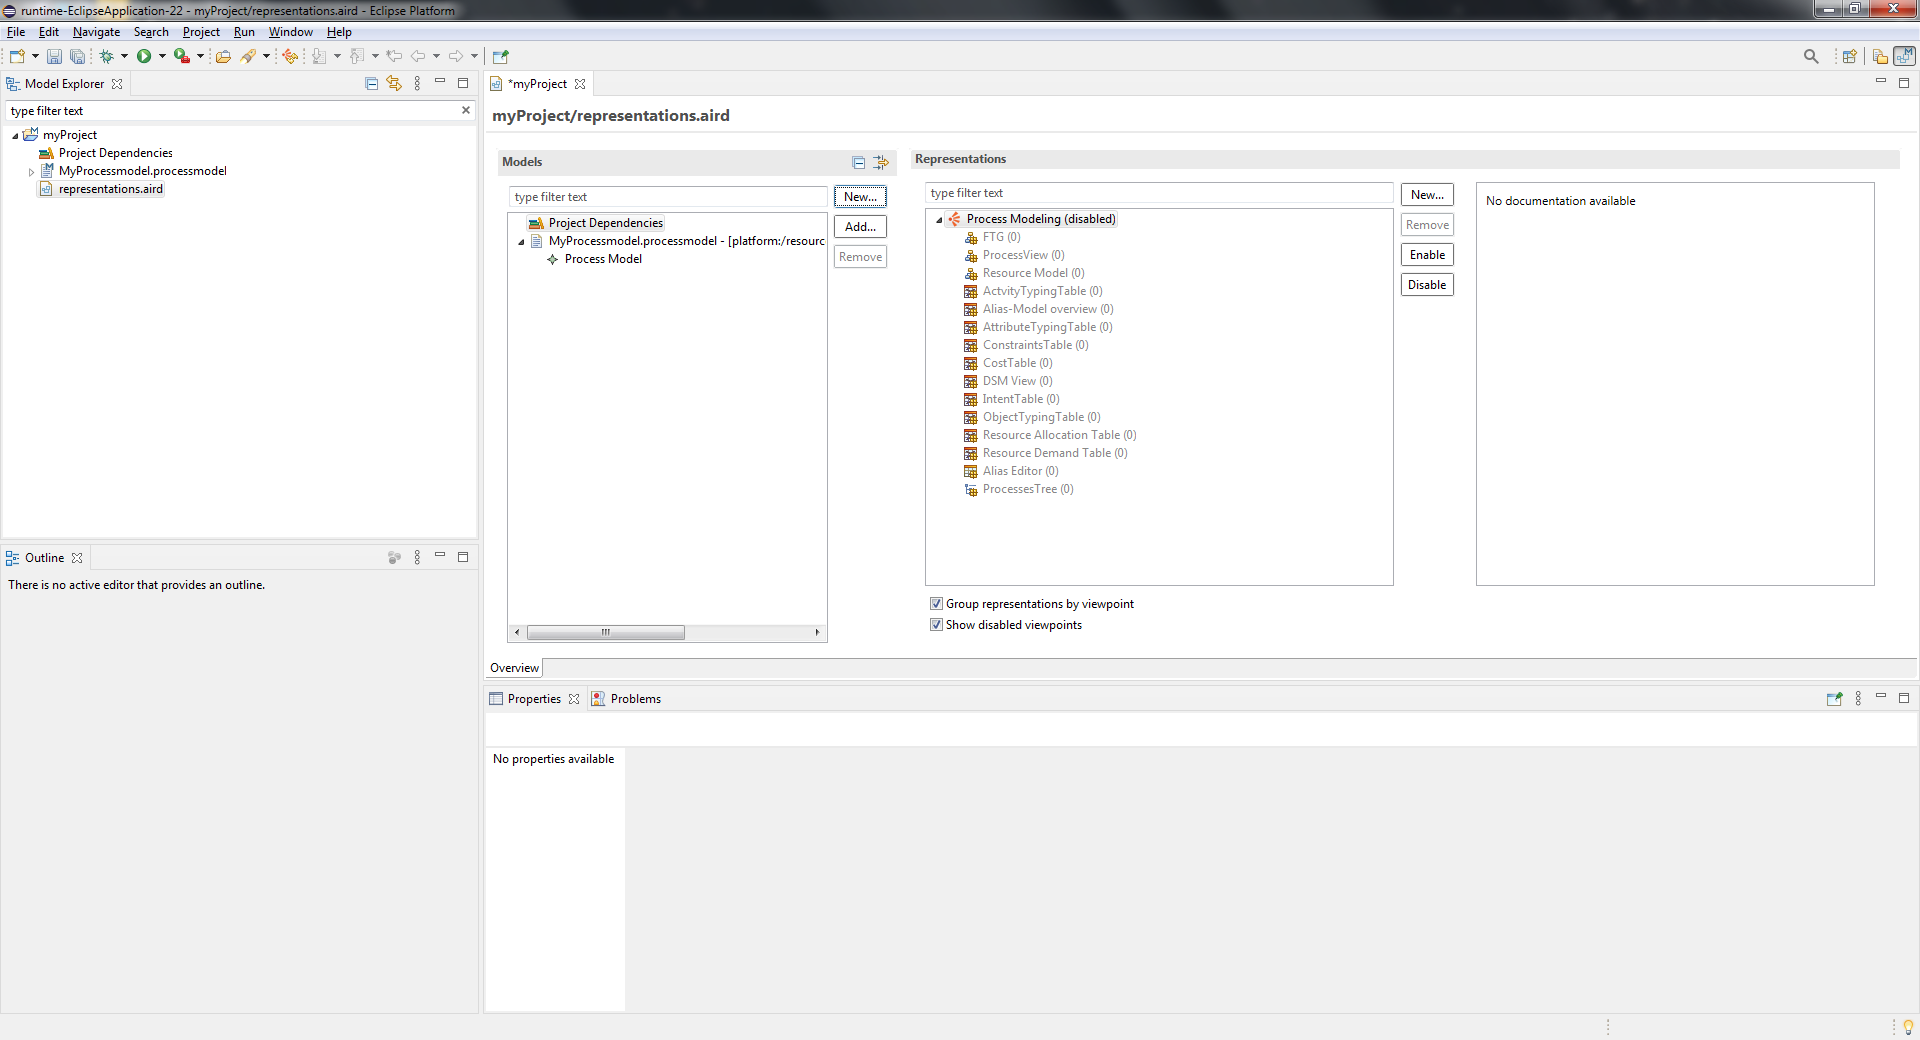 runtime-EclipseApplication-22 - myProject/representations.aird - Eclipse Platform
File Edit Navigate Search Project Run Window Help
Model Explorer
type filter text
myProject
Project Dependencies
MyProcessmodel.processmodel
representations.aird
Outline
There is no active editor that provides an outline.
*myProject
myProject/representations.aird
Models
type filter text
New...
Add...
Remove
Project Dependencies
MyProcessmodel.processmodel - [platform:/resourc
Process Model
Representations
type filter text
Process Modeling (disabled)
FTG (0)
ProcessView (0)
Resource Model (0)
ActvityTypingTable (0)
Alias-Model overview (0)
AttributeTypingTable (0)
ConstraintsTable (0)
CostTable (0)
DSM View (0)
IntentTable (0)
ObjectTypingTable (0)
Resource Allocation Table (0)
Resource Demand Table (0)
Alias Editor (0)
ProcessesTree (0)
New...
Remove
Enable
Disable
No documentation available
Group representations by viewpoint
Show disabled viewpoints
Overview
Properties
Problems
No properties available